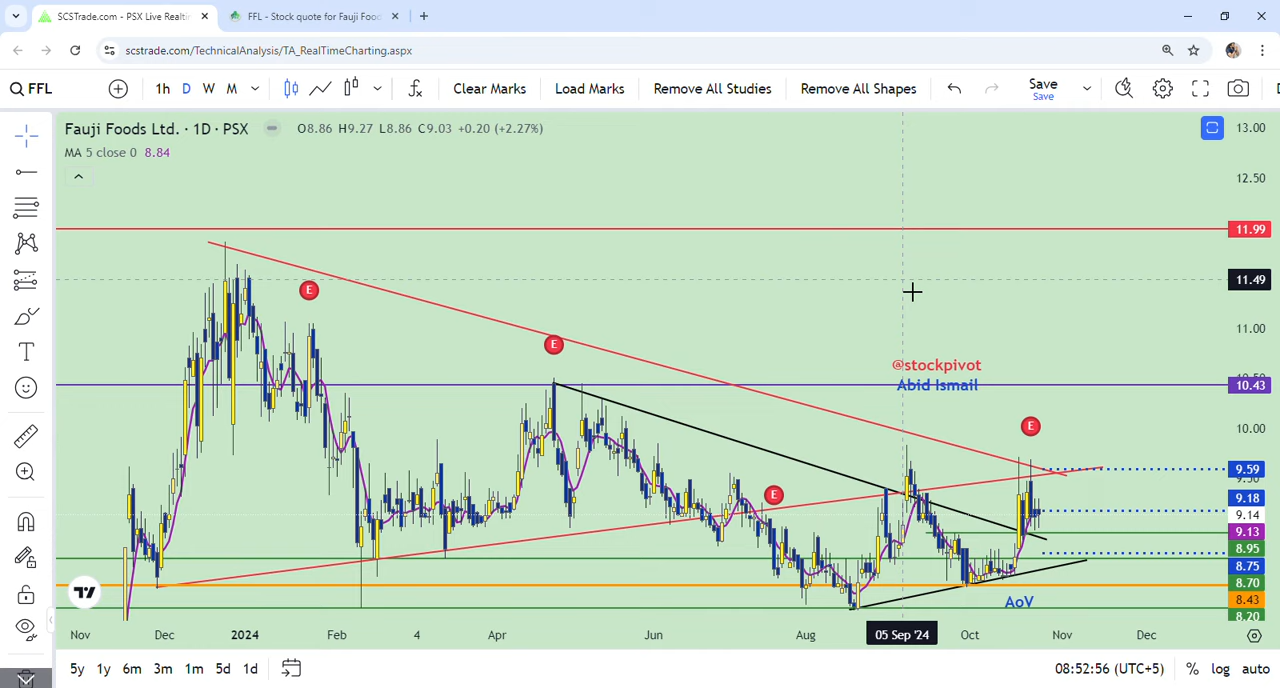 SCSTrade.com - PSX Live Realti
FFL - Stock quote for Fauji Food
scstrade.com/TechnicalAnalysis/TA_RealTimeCharting.aspx
FFL 1h D W M Clear Marks Load Marks Remove All Studies Remove All Shapes Save
Save
Fauji Foods Ltd. · 1D · PSX O8.86 H9.27 L8.86 C9.03 +0.20 (+2.27%)
MA 5 close 0 8.84
13.00
12.50
11.99
11.49
11.00
10.43
10.00
9.59
9.50
9.18
9.14
9.13
8.95
8.75
8.70
8.43
8.20
E
E
@stockpivot
Abid Ismail
E
E
AoV
Nov Dec 2024 Feb 4 Apr Jun Aug 05 Sep '24 Oct Nov Dec
5y 1y 6m 3m 1m 5d 1d 08:52:56 (UTC+5) % log auto